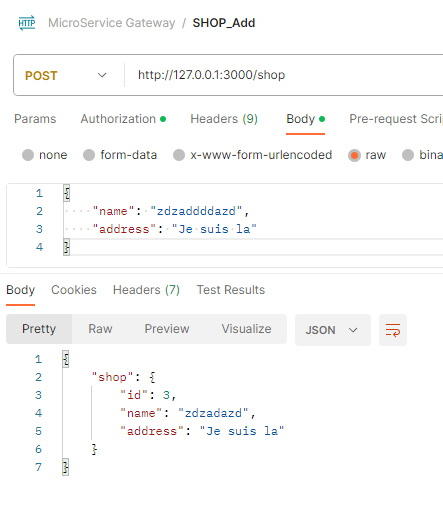 HTTP MicroService Gateway / SHOP_Add
POST http://127.0.0.1:3000/shop
Params Authorization Headers (9) Body Pre-request Scri
none form-data x-www-form-urlencoded raw bina
1 {
2 "name": "zdzaddddazd",
3 "address": "Je suis la"
4 }
Body Cookies Headers (7) Test Results
Pretty Raw Preview Visualize JSON
1 {
2 "shop": {
3 "id": 3,
4 "name": "zdzadazd",
5 "address": "Je suis la"
6 }
7 }